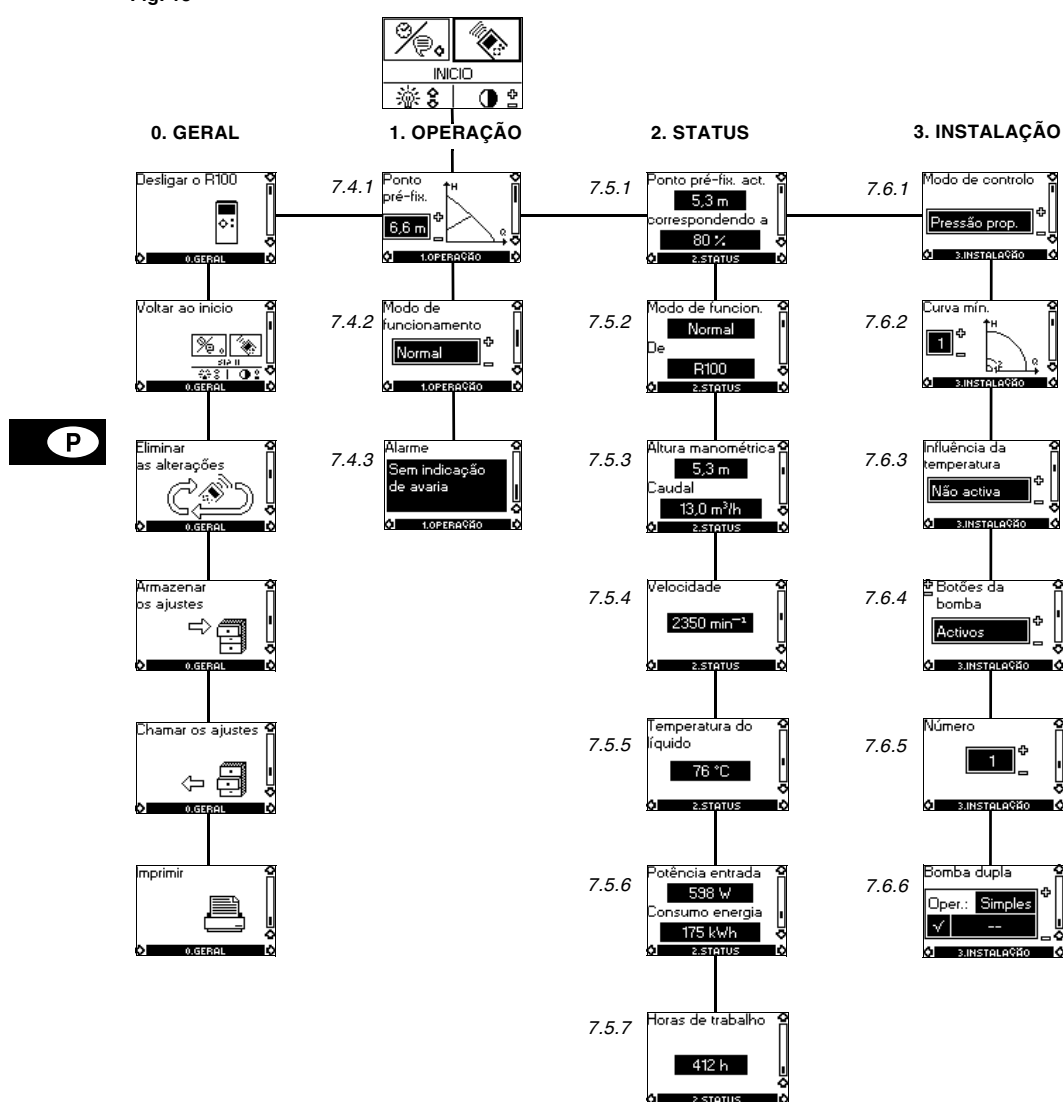 INICIO
0. GERAL
1. OPERAÇÃO
2. STATUS
3. INSTALAÇÃO
Desligar o R100
0.GERAL
7.4.1
Ponto
pré-fix.
6,6 m
H
Q
1.OPERAÇÃO
7.5.1
Ponto pré-fix. act.
5,3 m
correspondendo a
80 %
2.STATUS
7.6.1
Modo de controlo
Pressão prop.
3.INSTALAÇÃO
Voltar ao inicio
0.GERAL
7.4.2
Modo de
funcionamento
Normal
1.OPERAÇÃO
7.5.2
Modo de funcion.
Normal
De
R100
2.STATUS
7.6.2
Curva mín.
1
H
Q
3.INSTALAÇÃO
P
Eliminar
as alterações
0.GERAL
7.4.3
Alarme
Sem indicação
de avaria
1.OPERAÇÃO
7.5.3
Altura manométrica
5,3 m
Caudal
13,0 m³/h
2.STATUS
7.6.3
Influência da
temperatura
Não activa
3.INSTALAÇÃO
Armazenar
os ajustes
0.GERAL
7.5.4
Velocidade
2350 min⁻¹
2.STATUS
7.6.4
Botões da
bomba
Activos
3.INSTALAÇÃO
Chamar os ajustes
0.GERAL
7.5.5
Temperatura do
líquido
76 °C
2.STATUS
7.6.5
Número
1
3.INSTALAÇÃO
Imprimir
0.GERAL
7.5.6
Potência entrada
598 W
Consumo energia
175 kWh
2.STATUS
7.6.6
Bomba dupla
Oper.: Simples
√ --
3.INSTALAÇÃO
7.5.7
Horas de trabalho
412 h
2.STATUS